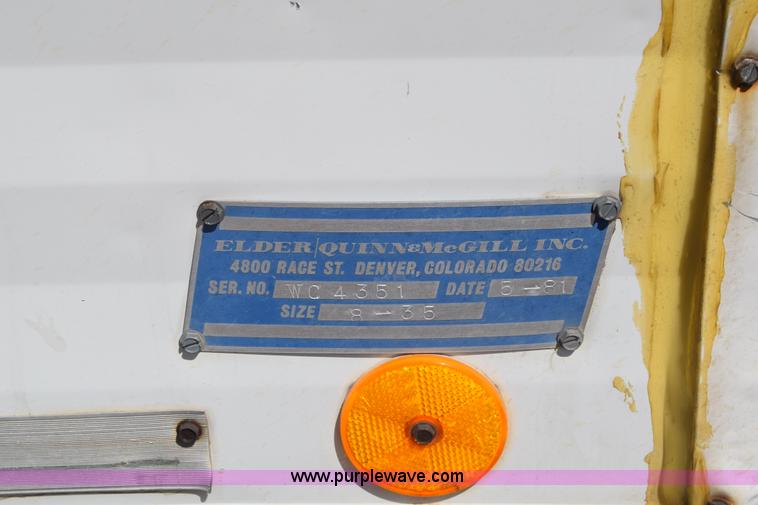 ELDER/QUINN&McGILL INC.
4800 RACE ST. DENVER, COLORADO 80216
SER. NO. WC 4351 DATE 5-81
SIZE 8-35
www.purplewave.com